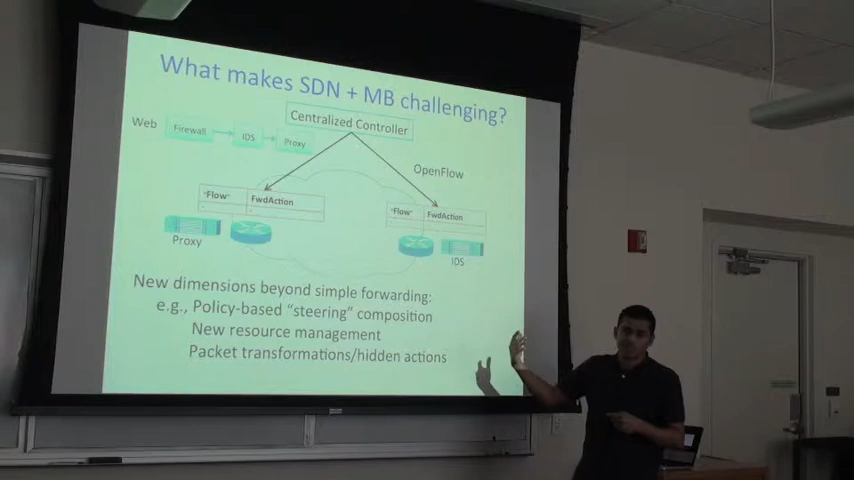 What makes SDN + MB challenging?
Centralized Controller
Web
Firewall
IDS
Proxy
OpenFlow
"Flow" FwdAction
"Flow" FwdAction
Proxy
IDS
New dimensions beyond simple forwarding:
e.g., Policy-based "steering" composition
New resource management
Packet transformations/hidden actions